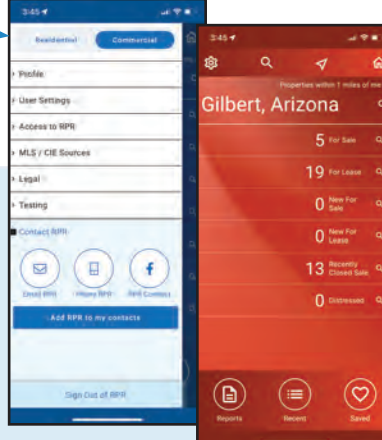 3:45
Residential
Commercial
Profile
User Settings
Access to RPR
MLS / CIE Sources
Legal
Testing
Contact RPR
Email RPR
Phone RPR
RPR Connect
Add RPR to my contacts
Sign Out of RPR
3:45
Properties within 1 miles of me
Gilbert, Arizona
5 For Sale
19 For Lease
0 New For Sale
0 New For Lease
13 Recently Closed Sale
0 Distressed
Reports
Recent
Saved